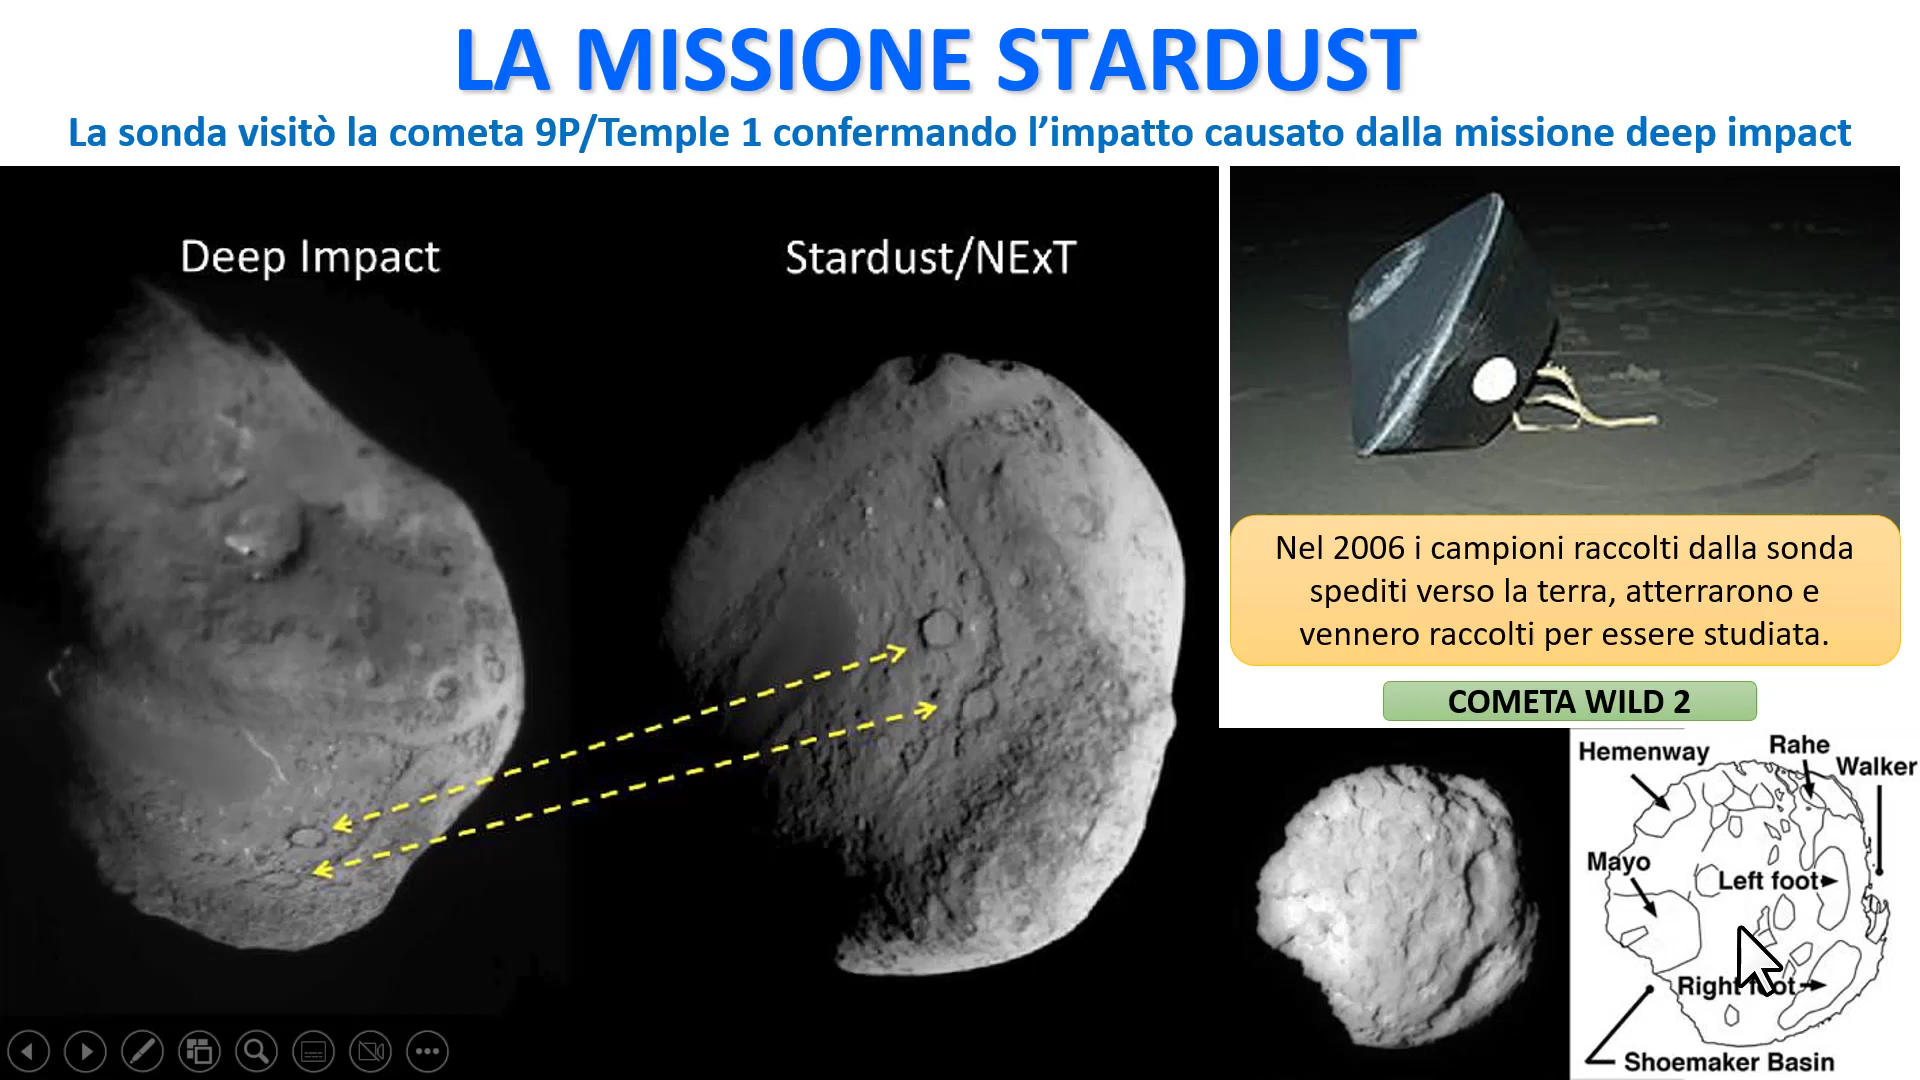 LA MISSIONE STARDUST
La sonda visitò la cometa 9P/Temple 1 confermando l’impatto causato dalla missione deep impact
Deep Impact
Stardust/NExT
Nel 2006 i campioni raccolti dalla sonda
spediti verso la terra, atterrarono e
vennero raccolti per essere studiata.
COMETA WILD 2
Hemenway
Rahe
Walker
Mayo
Left foot
Right foot
Shoemaker Basin